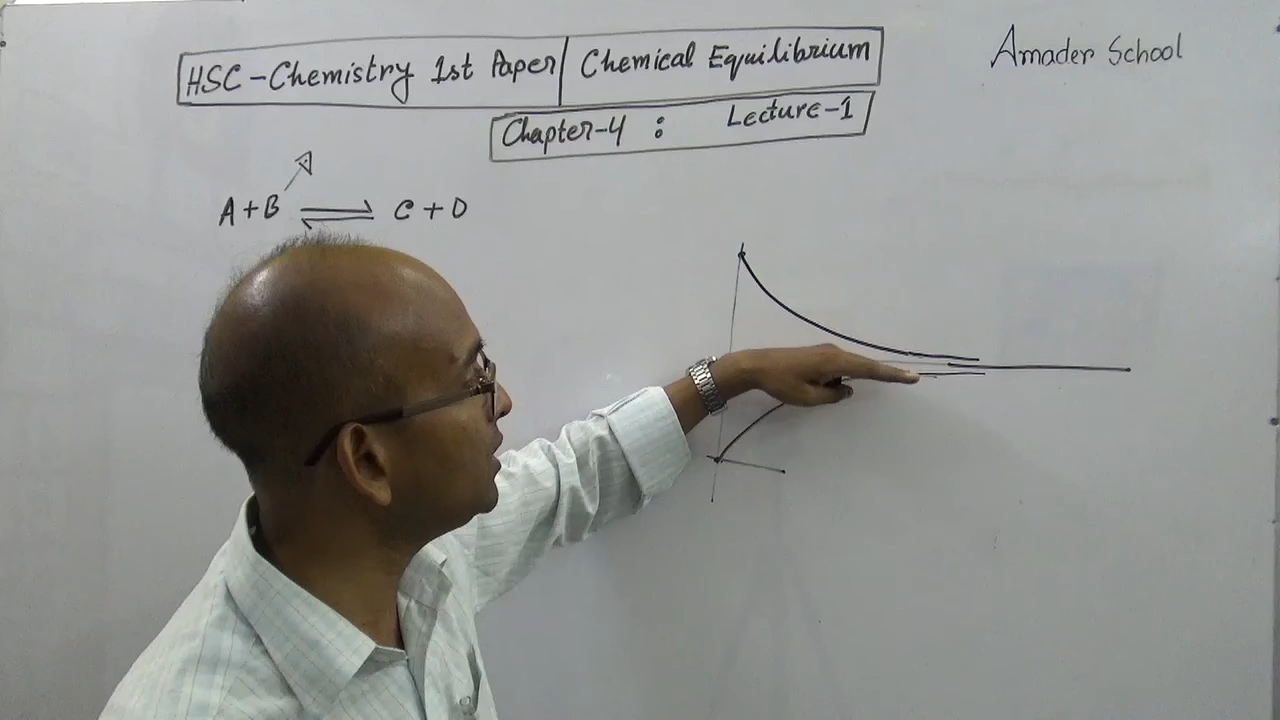 HSC-Chemistry 1st Paper | Chemical Equilibrium
Amader School
Chapter-4 : Lecture-1
A + B ⇌ C + D